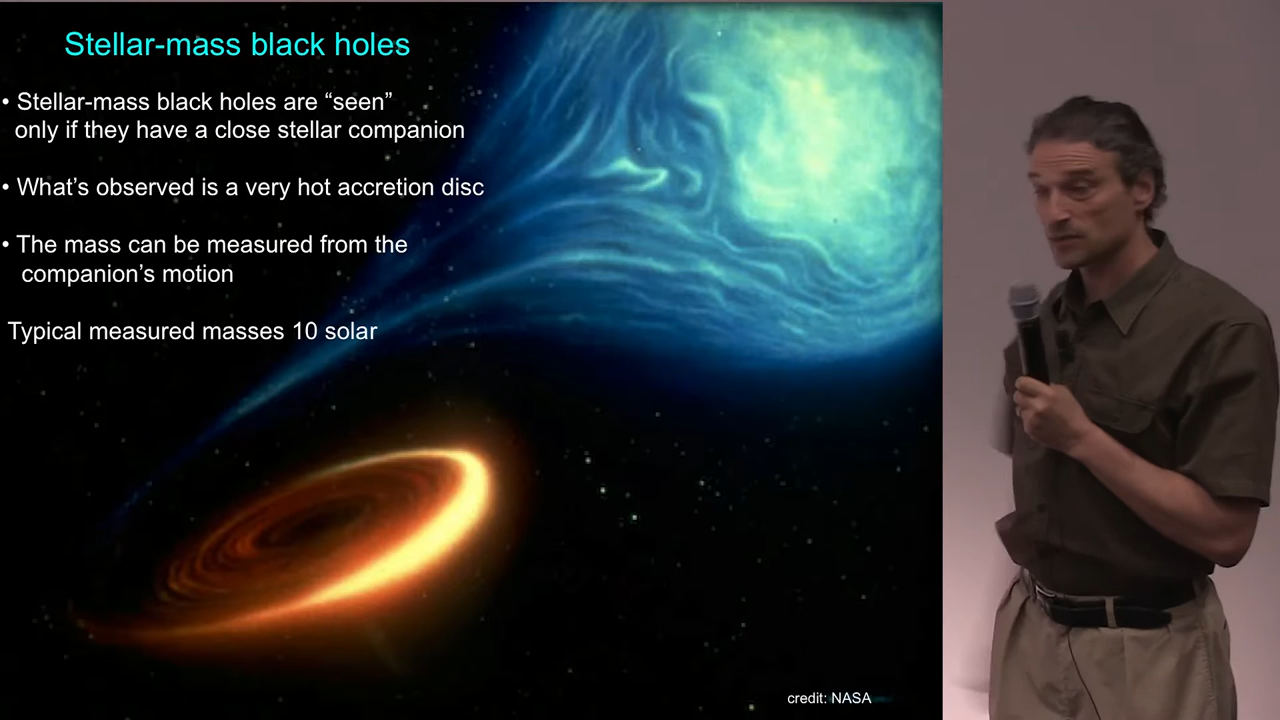 Stellar-mass black holes
• Stellar-mass black holes are “seen”
only if they have a close stellar companion
• What’s observed is a very hot accretion disc
• The mass can be measured from the
companion’s motion
Typical measured masses 10 solar
credit: NASA